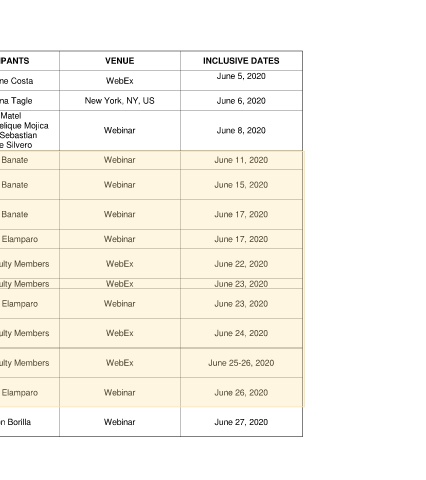 IPANTS VENUE INCLUSIVE DATES
ne Costa WebEx June 5, 2020
na Tagle New York, NY, US June 6, 2020
Matel
elique Mojica
Sebastian
e Silvero Webinar June 8, 2020
Banate Webinar June 11, 2020
Banate Webinar June 15, 2020
Banate Webinar June 17, 2020
Elamparo Webinar June 17, 2020
ulty Members WebEx June 22, 2020
ulty Members WebEx June 23, 2020
Elamparo Webinar June 23, 2020
ulty Members WebEx June 24, 2020
ulty Members WebEx June 25-26, 2020
Elamparo Webinar June 26, 2020
n Borilla Webinar June 27, 2020